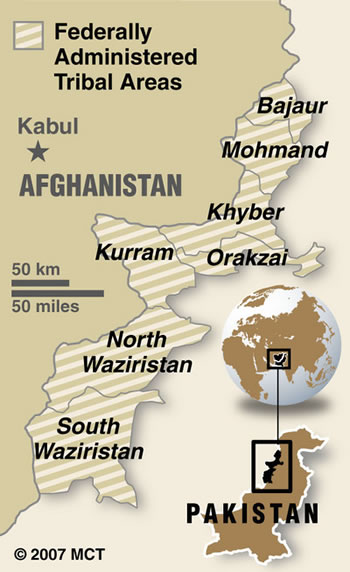 Federally
Administered
Tribal Areas
Bajaur
Kabul
Mohmand
AFGHANISTAN
Khyber
Kurram
Orakzai
50 km
50 miles
North
Waziristan
South
Waziristan
PAKISTAN
© 2007 MCT